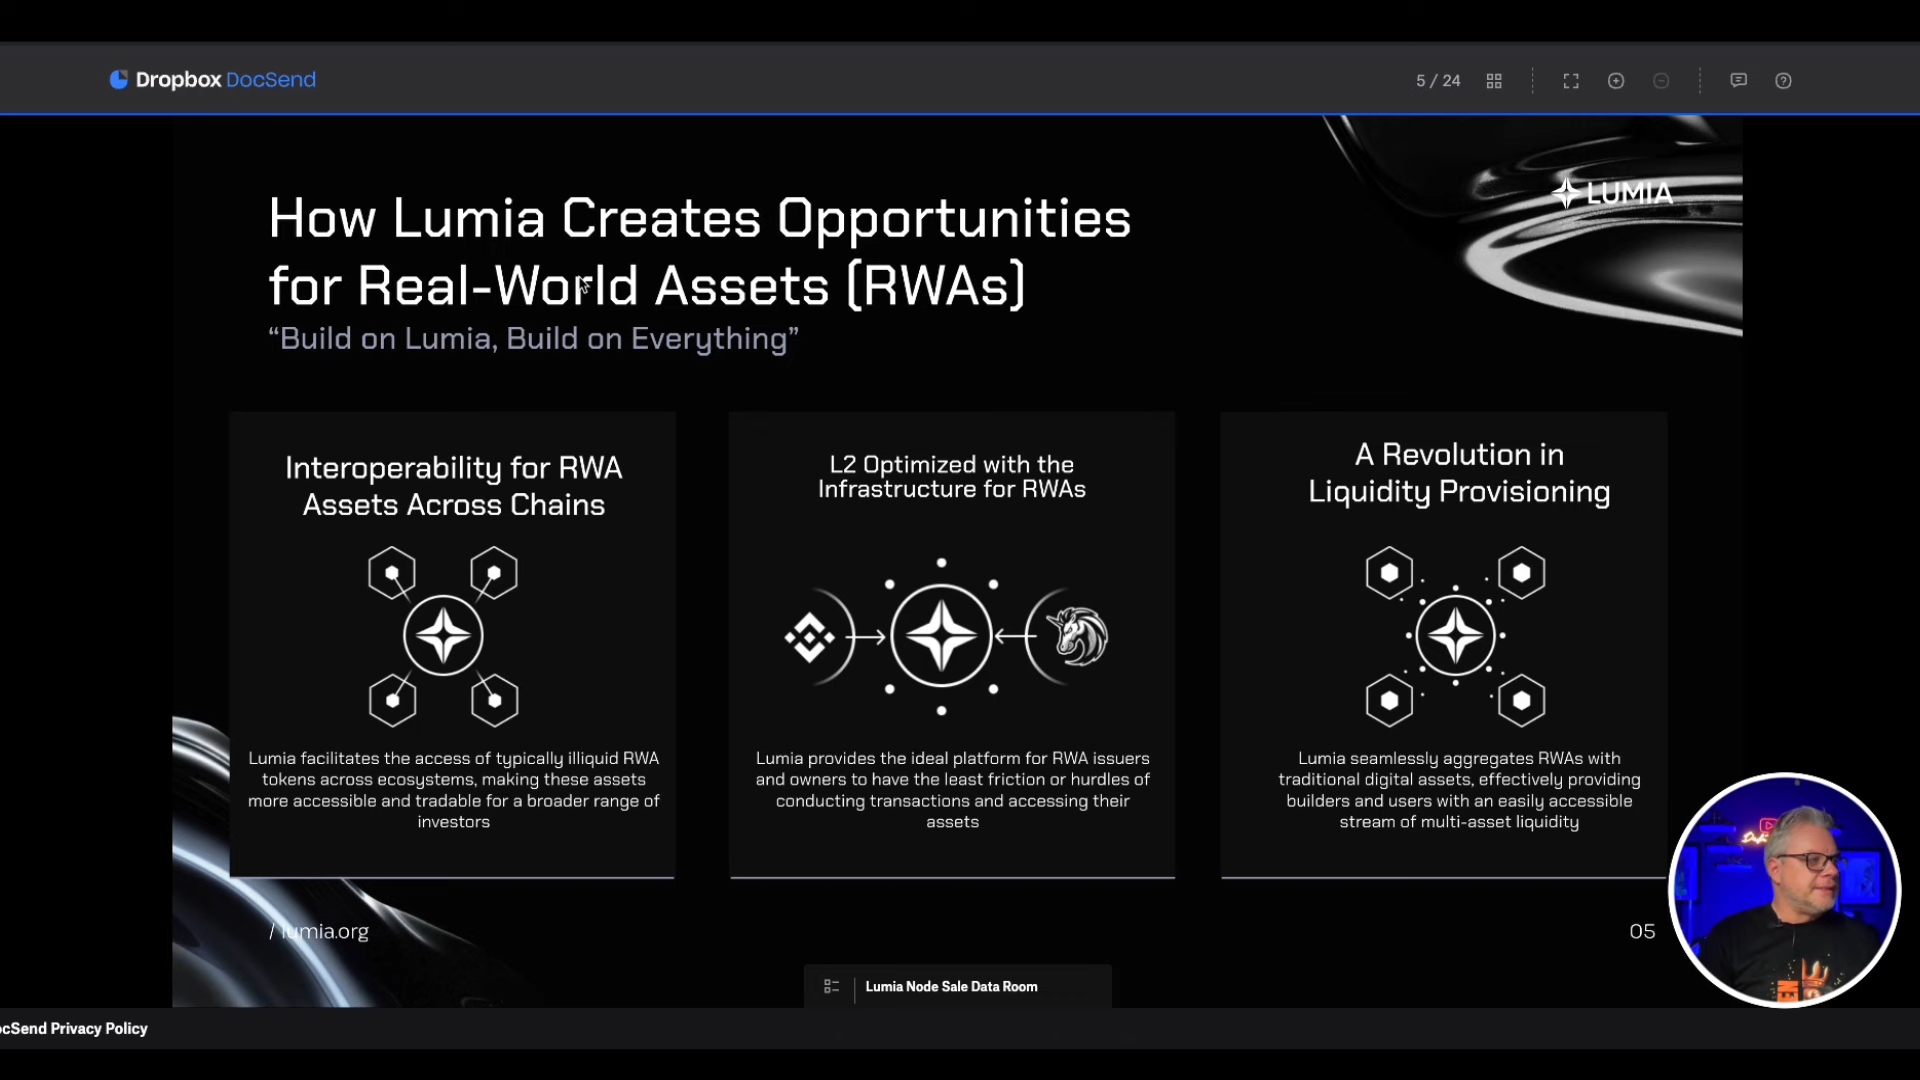 Dropbox DocSend
5 / 24
LUMIA
How Lumia Creates Opportunities
for Real-World Assets (RWAs)
“Build on Lumia, Build on Everything”
Interoperability for RWA
Assets Across Chains
Lumia facilitates the access of typically illiquid RWA
tokens across ecosystems, making these assets
more accessible and tradable for a broader range of
investors
L2 Optimized with the
Infrastructure for RWAs
Lumia provides the ideal platform for RWA issuers
and owners to have the least friction or hurdles of
conducting transactions and accessing their
assets
A Revolution in
Liquidity Provisioning
Lumia seamlessly aggregates RWAs with
traditional digital assets, effectively providing
builders and users with an easily accessible
stream of multi-asset liquidity
/ lumia.org
05
Lumia Node Sale Data Room
ocSend Privacy Policy